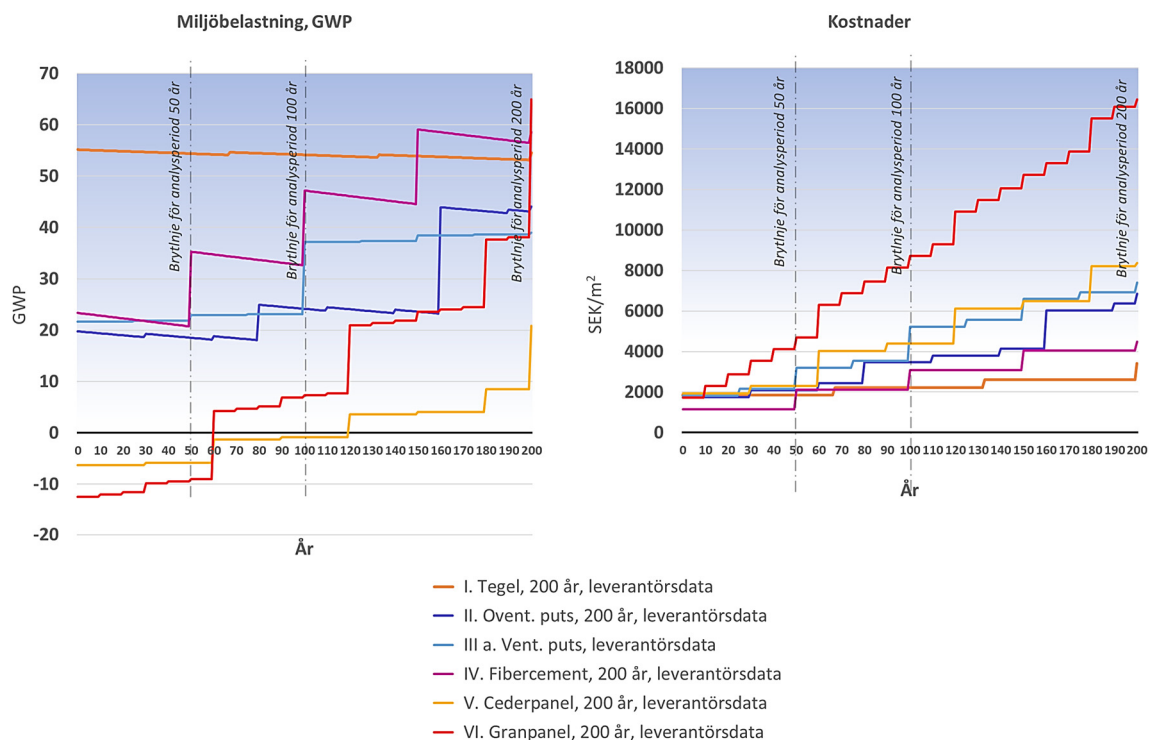 Miljöbelastning, GWP
70
60
50
40
30
20
10
0
-10
-20
GWP
0 10 20 30 40 50 60 70 80 90 100 110 120 130 140 150 160 170 180 190 200
År
Brytlnje för analysperiod 50 år
Brytlnje för analysperiod 100 år
Brytlnje för analysperiod 200 år
Kostnader
18000
16000
14000
12000
10000
8000
6000
4000
2000
0
SEK/m²
0 10 20 30 40 50 60 70 80 90 100 110 120 130 140 150 160 170 180 190 200
År
Brytlnje för analysperiod 50 år
Brytlnje för analysperiod 100 år
Brytlnje för analysperiod 200 år
I. Tegel, 200 år, leverantörsdata
II. Ovent. puts, 200 år, leverantörsdata
III a. Vent. puts, leverantörsdata
IV. Fibercement, 200 år, leverantörsdata
V. Cederpanel, 200 år, leverantörsdata
VI. Granpanel, 200 år, leverantörsdata